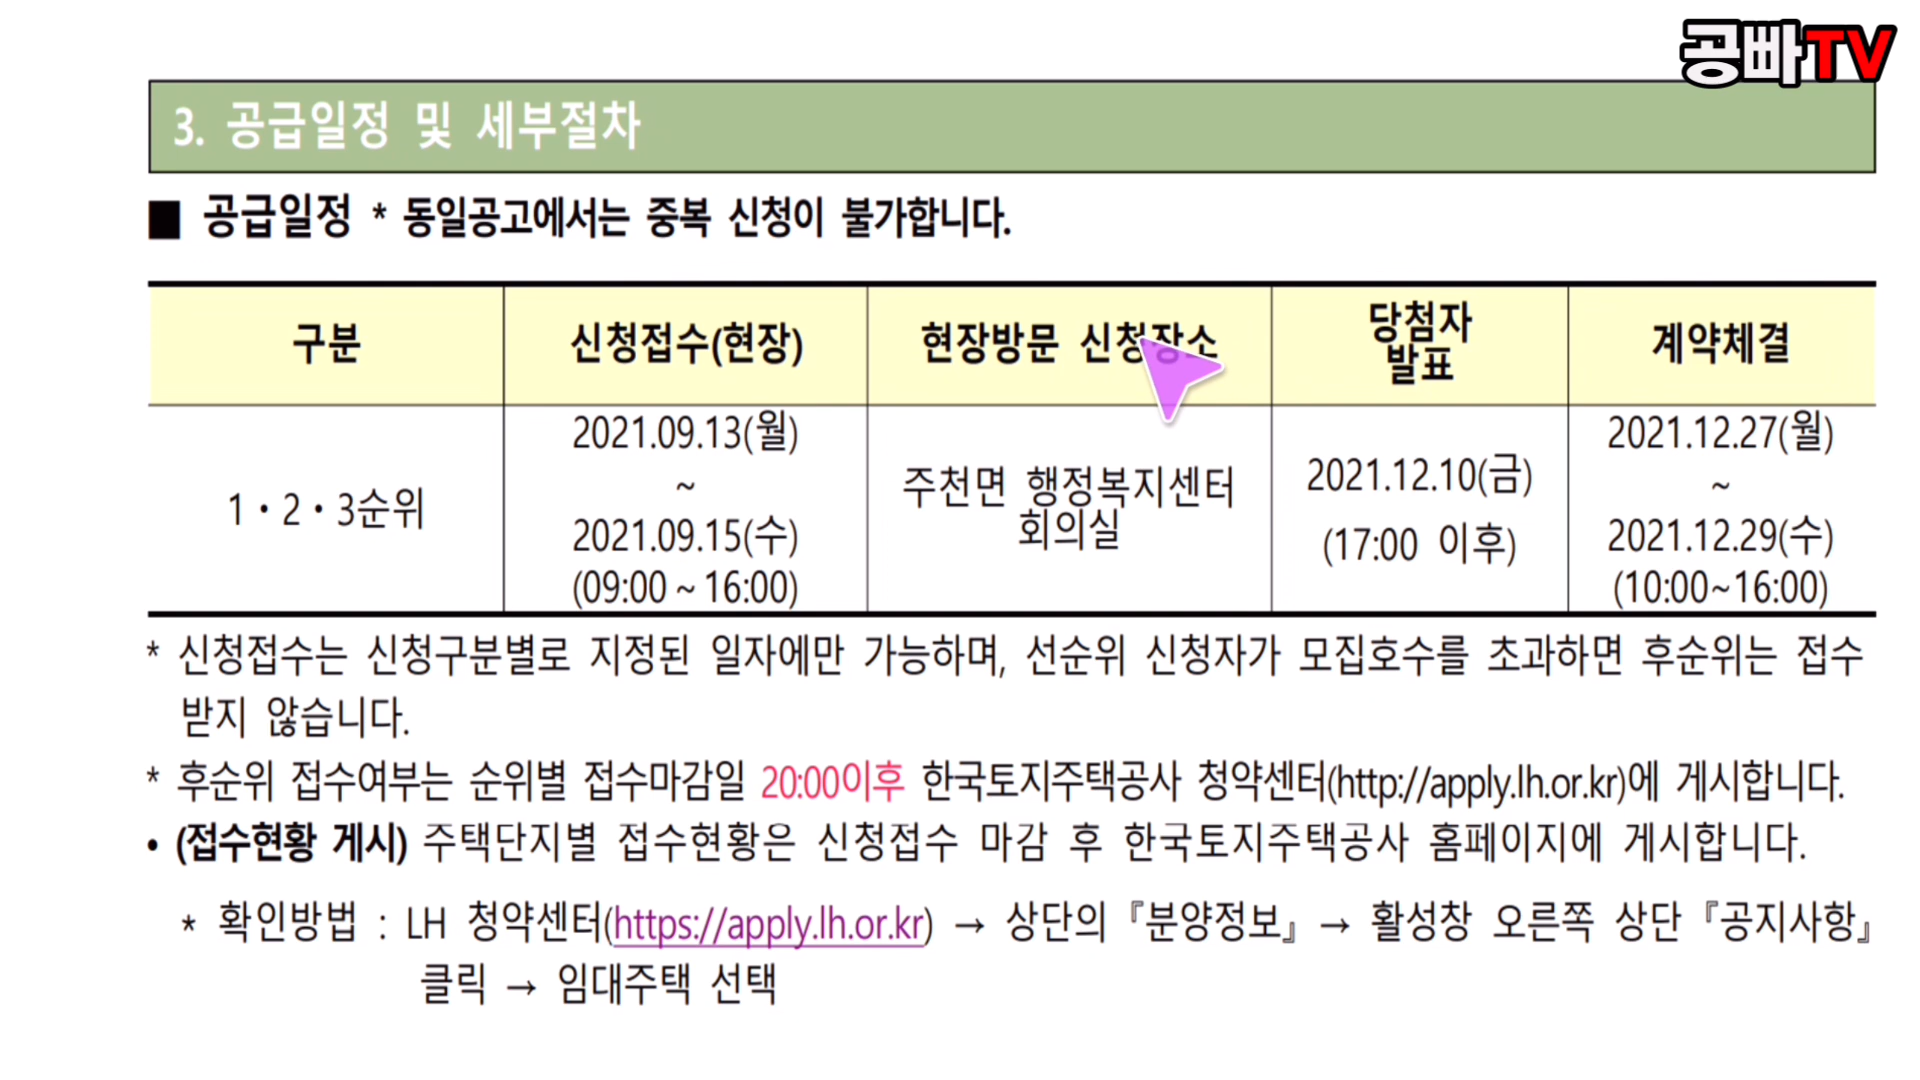 공빠TV
3. 공급일정 및 세부절차
■ 공급일정 * 동일공고에서는 중복 신청이 불가합니다.
구분
신청접수(현장)
현장방문 신청장소
당첨자
발표
계약체결
1・2・3순위
2021.09.13(월)
~
2021.09.15(수)
(09:00 ~ 16:00)
주천면 행정복지센터
회의실
2021.12.10(금)
(17:00 이후)
2021.12.27(월)
~
2021.12.29(수)
(10:00~16:00)
* 신청접수는 신청구분별로 지정된 일자에만 가능하며, 선순위 신청자가 모집호수를 초과하면 후순위는 접수
받지 않습니다.
* 후순위 접수여부는 순위별 접수마감일 20:00이후 한국토지주택공사 청약센터(http://apply.lh.or.kr)에 게시합니다.
• (접수현황 게시) 주택단지별 접수현황은 신청접수 마감 후 한국토지주택공사 홈페이지에 게시합니다.
* 확인방법 : LH 청약센터(https://apply.lh.or.kr) → 상단의『분양정보』→ 활성창 오른쪽 상단『공지사항』
클릭 → 임대주택 선택